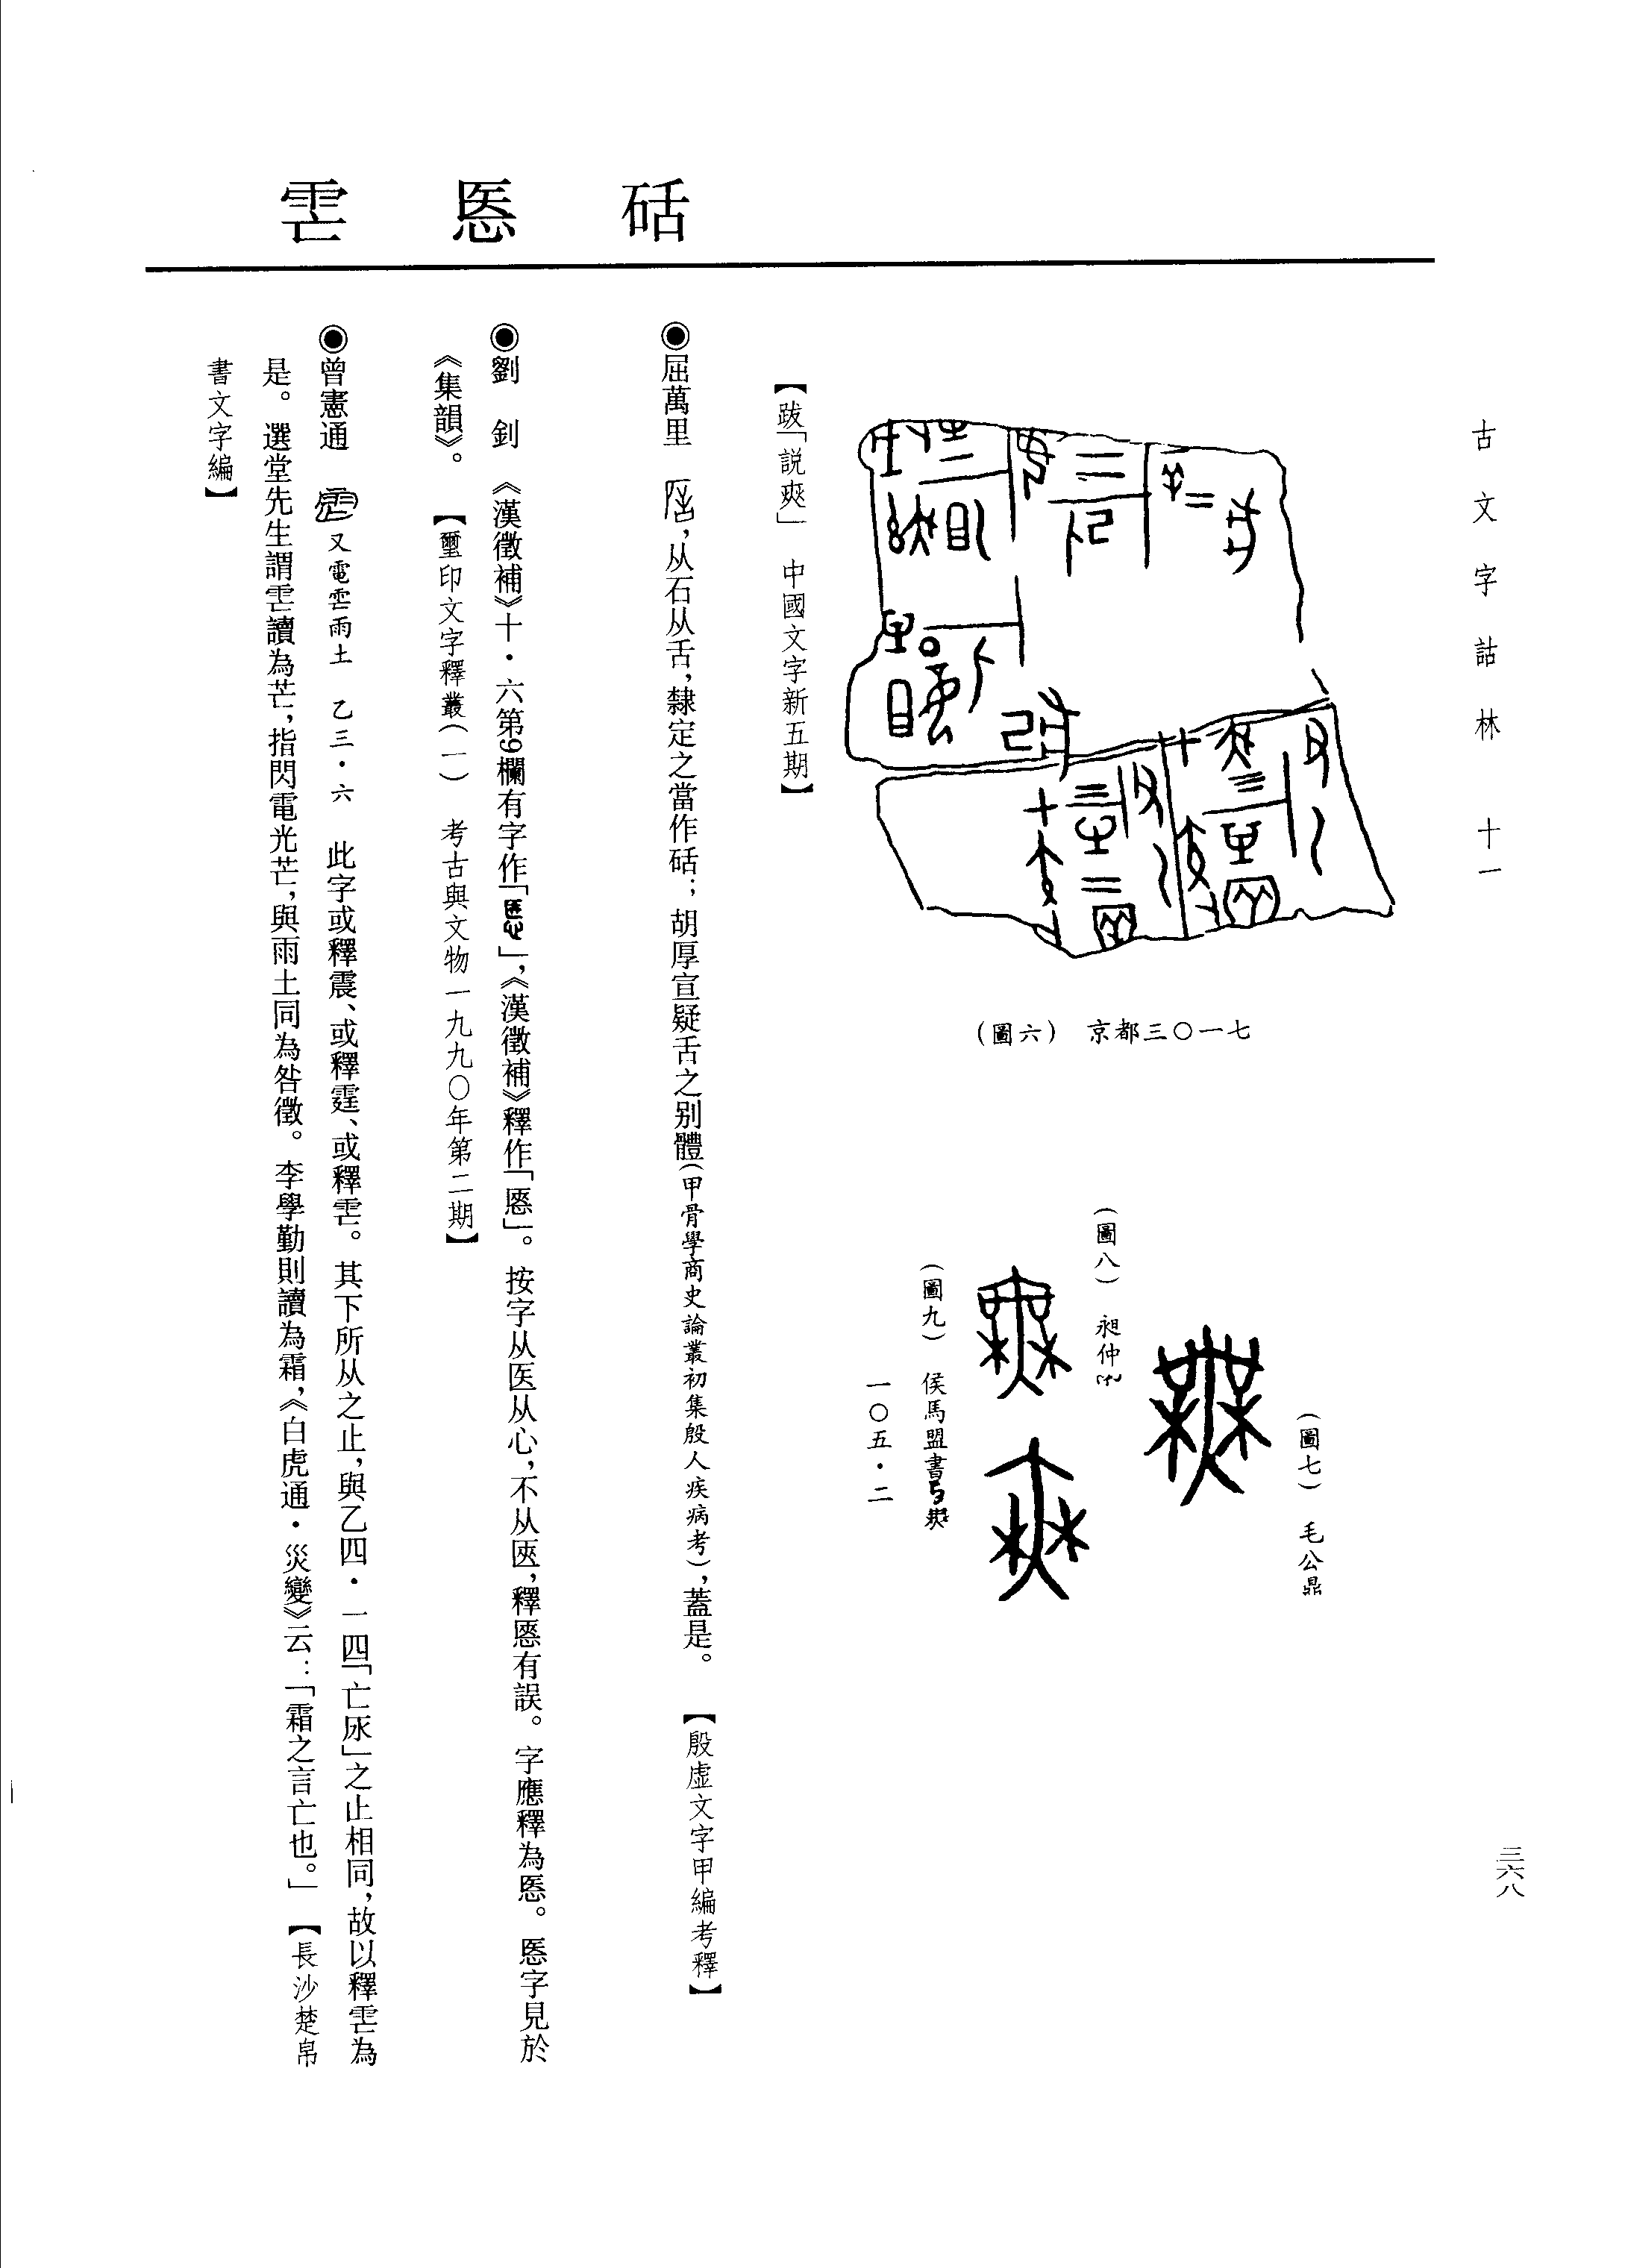 古文字詁林 十一
三六八
(圖六) 京都三〇一七
(圖七) 毛公鼎
(圖八) 昶仲
(圖九) 侯馬盟書
一〇五·二
【跋「説奭」 中國文字新五期】
硈
◉屈萬里 ,从石从舌,隸定之當作䂶;胡厚宣疑舌之别體(甲骨學商史論叢初集殷人疾病考),蓋是。 【殷虛文字甲編考釋】
悘
◉劉 釗 《漢徵補》十·六第9欄有字作「」,《漢徵補》釋作「慝」。按字从医从心,不从匿,釋慝有誤。字應釋為悘。悘字見於
《集韻》。 【璽印文字釋叢(一) 考古與文物一九九〇年第二期】
䨓
◉曾憲通 又電雲雨土 乙三·六 此字或釋震、或釋霆、或釋䨓。其下所从之止,與乙四·一四「亡𣱵」之止相同,故以釋䨓為
是。選堂先生謂䨓讀為芒,指閃電光芒,與雨土同為咎徵。李學勤則讀為霜,《白虎通·災變》云:「霜之言亡也。」 【長沙楚帛
書文字編】